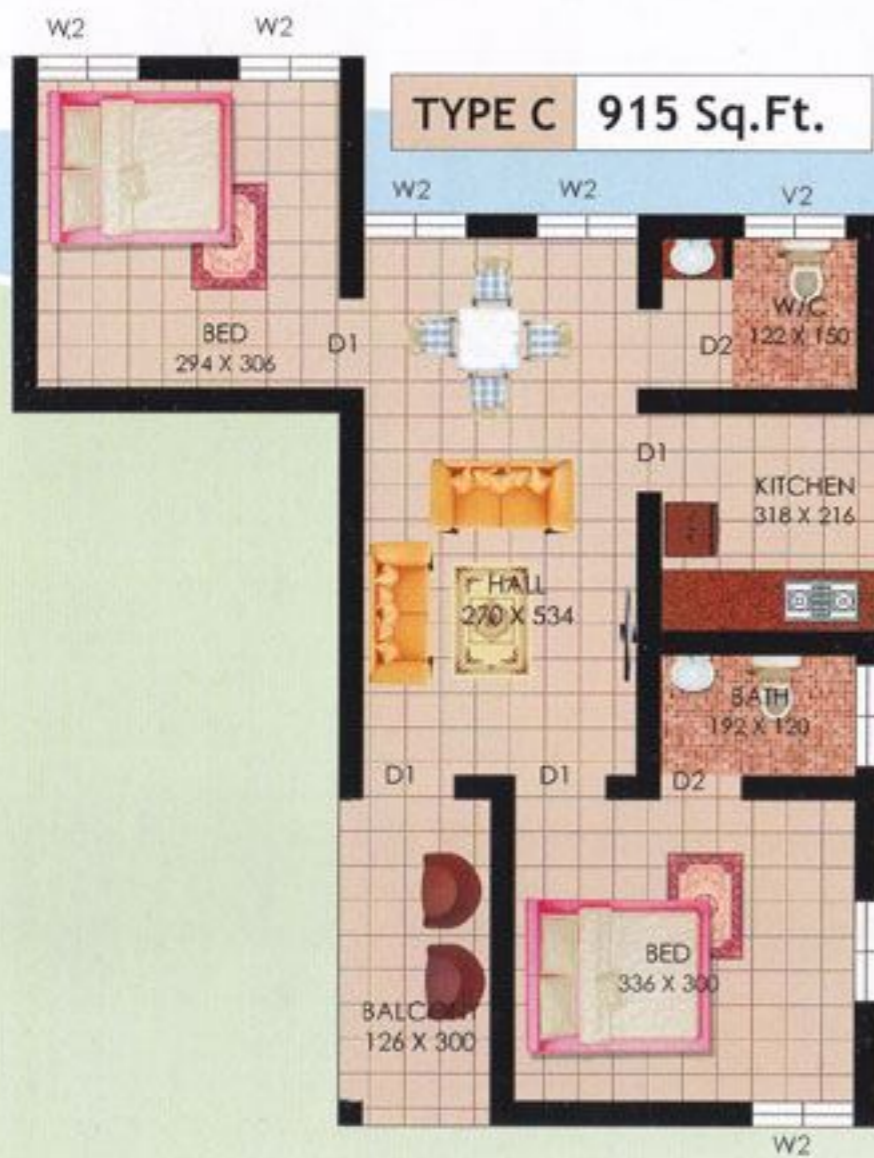 W2 W2
TYPE C 915 Sq.Ft.
W2 W2 V2
W/C
122 X 150
BED
294 X 306
D1
D2
D1
KITCHEN
318 X 216
HALL
270 X 534
BATH
192 X 120
D1 D1 D2
BED
336 X 300
BALCONY
126 X 300
W2